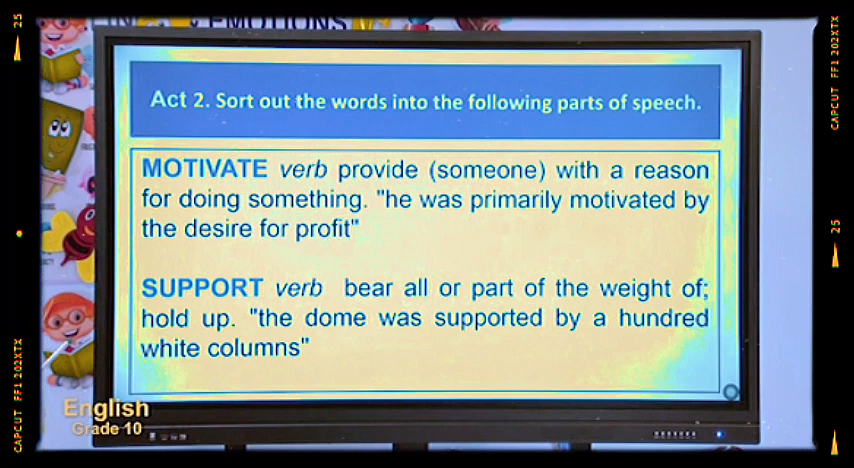 25
EMOTIONS
Act 2. Sort out the words into the following parts of speech.
MOTIVATE verb provide (someone) with a reason
for doing something. "he was primarily motivated by
the desire for profit"
SUPPORT verb bear all or part of the weight of;
hold up. "the dome was supported by a hundred
white columns"
English
Grade 10
CAPCUT FF1 202XTX
CAPCUT FF1 202XTX
25